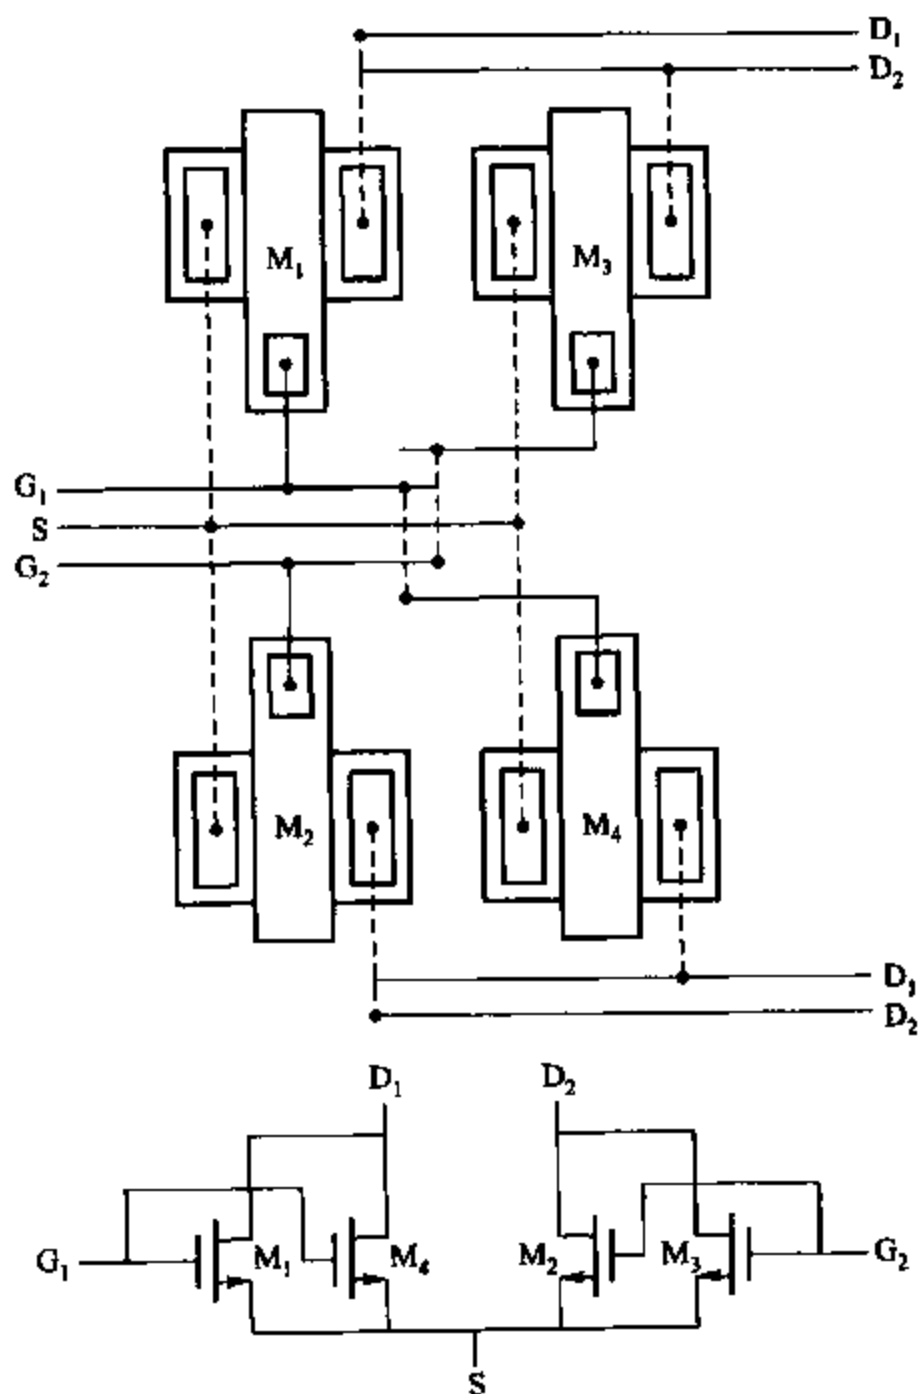 D₁
D₂
M₁ M₃
G₁
S
G₂
M₂ M₄
D₁
D₂
D₁ D₂
G₁ M₁ M₄ M₂ M₃ G₂
S